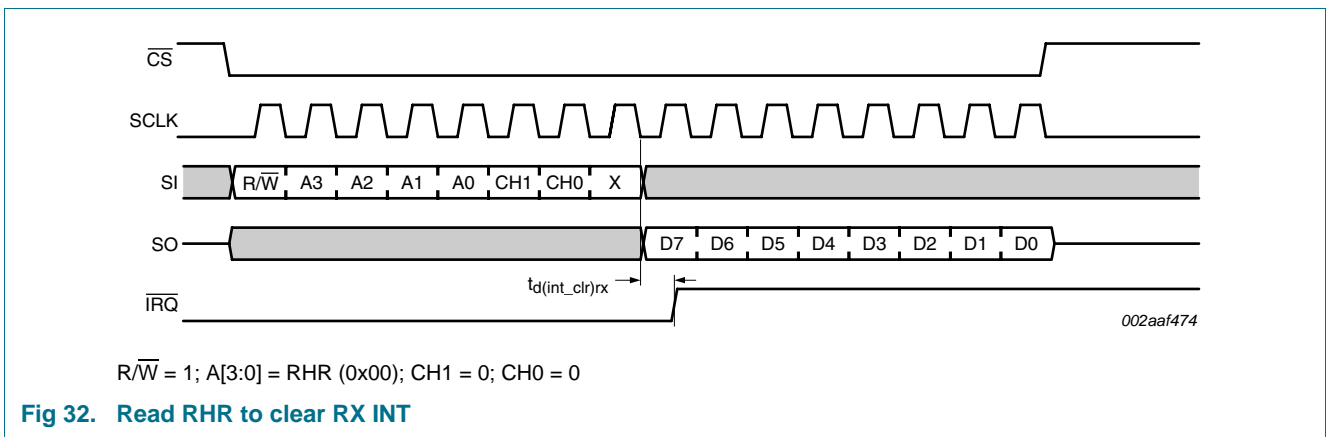 C̅S̅
SCLK
SI R/W̅ A3 A2 A1 A0 CH1 CH0 X
SO D7 D6 D5 D4 D3 D2 D1 D0
td(int_clr)rx
I̅R̅Q̅
002aaf474
R/W̅ = 1; A[3:0] = RHR (0x00); CH1 = 0; CH0 = 0
Fig 32. Read RHR to clear RX INT